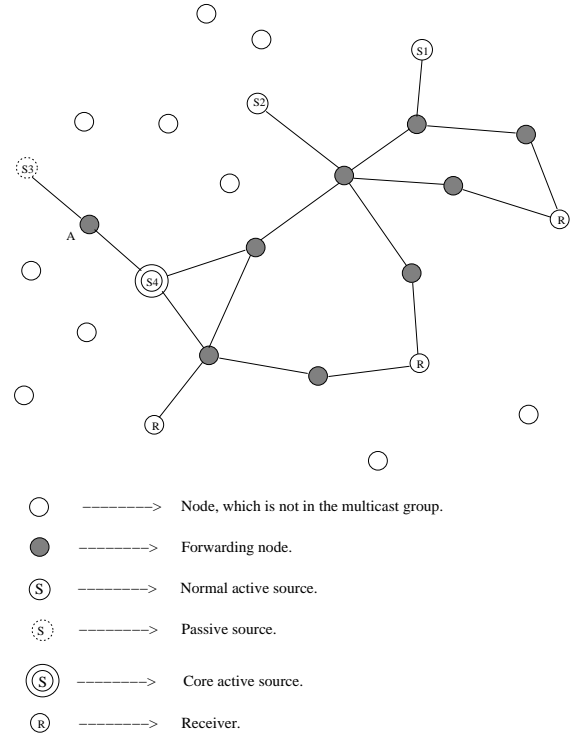 S1
S2
S3
A
S4
R
R
R
--------> Node, which is not in the multicast group.
--------> Forwarding node.
S --------> Normal active source.
S --------> Passive source.
S --------> Core active source.
R --------> Receiver.